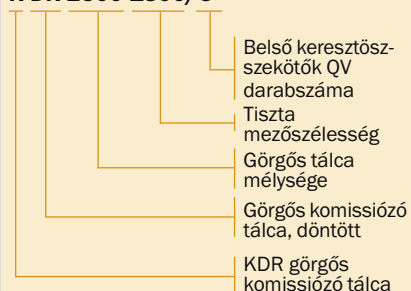 Belső keresztösz-
szekötők QV
darabszáma
Tiszta
mezőszélesség
Görgős tálca
mélysége
Görgős komissiózó
tálca, döntött
KDR görgős
komissiózó tálca